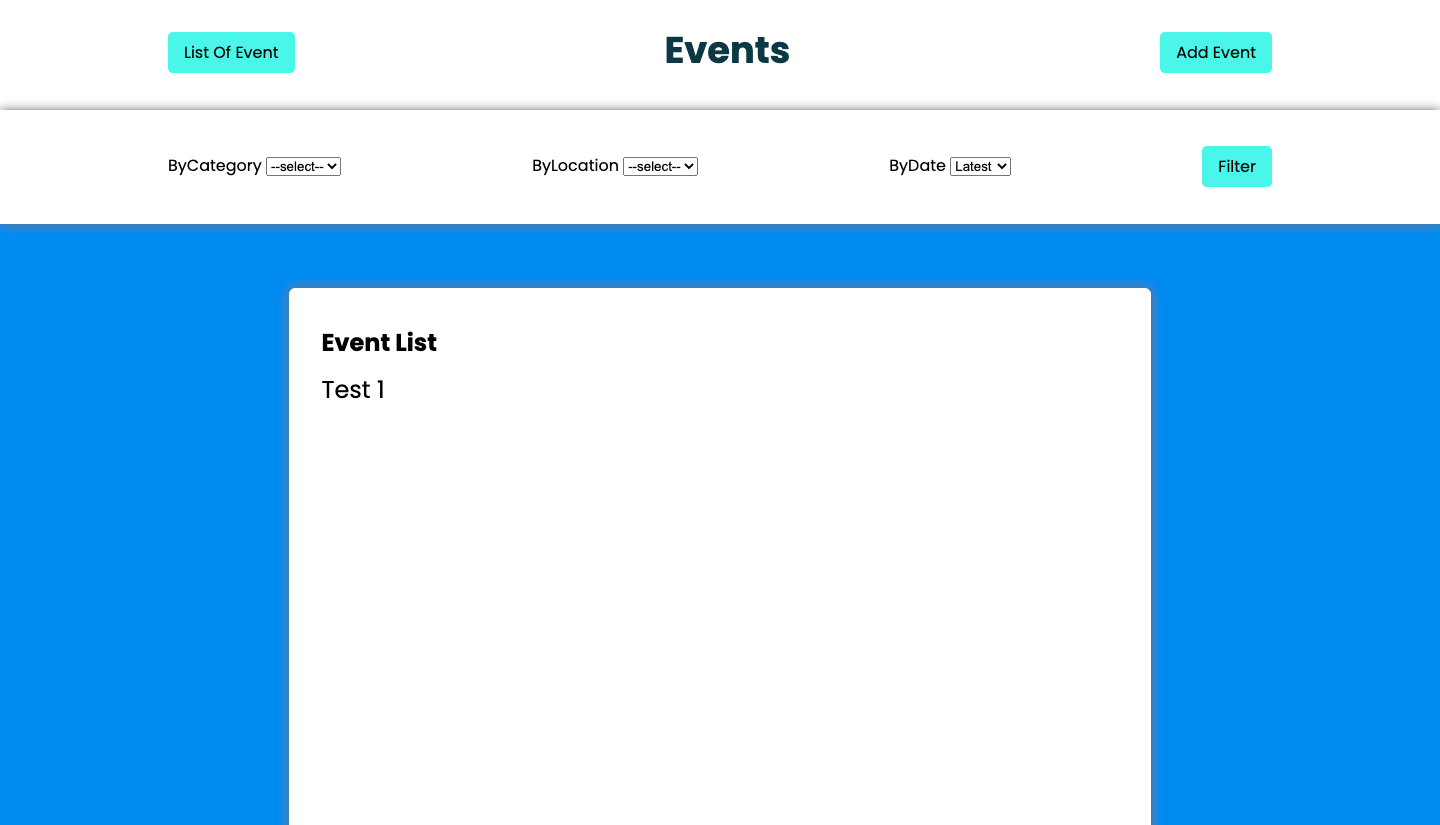 List Of Event
Events
Add Event
ByCategory --select--
ByLocation --select--
ByDate Latest
Filter
Event List
Test 1